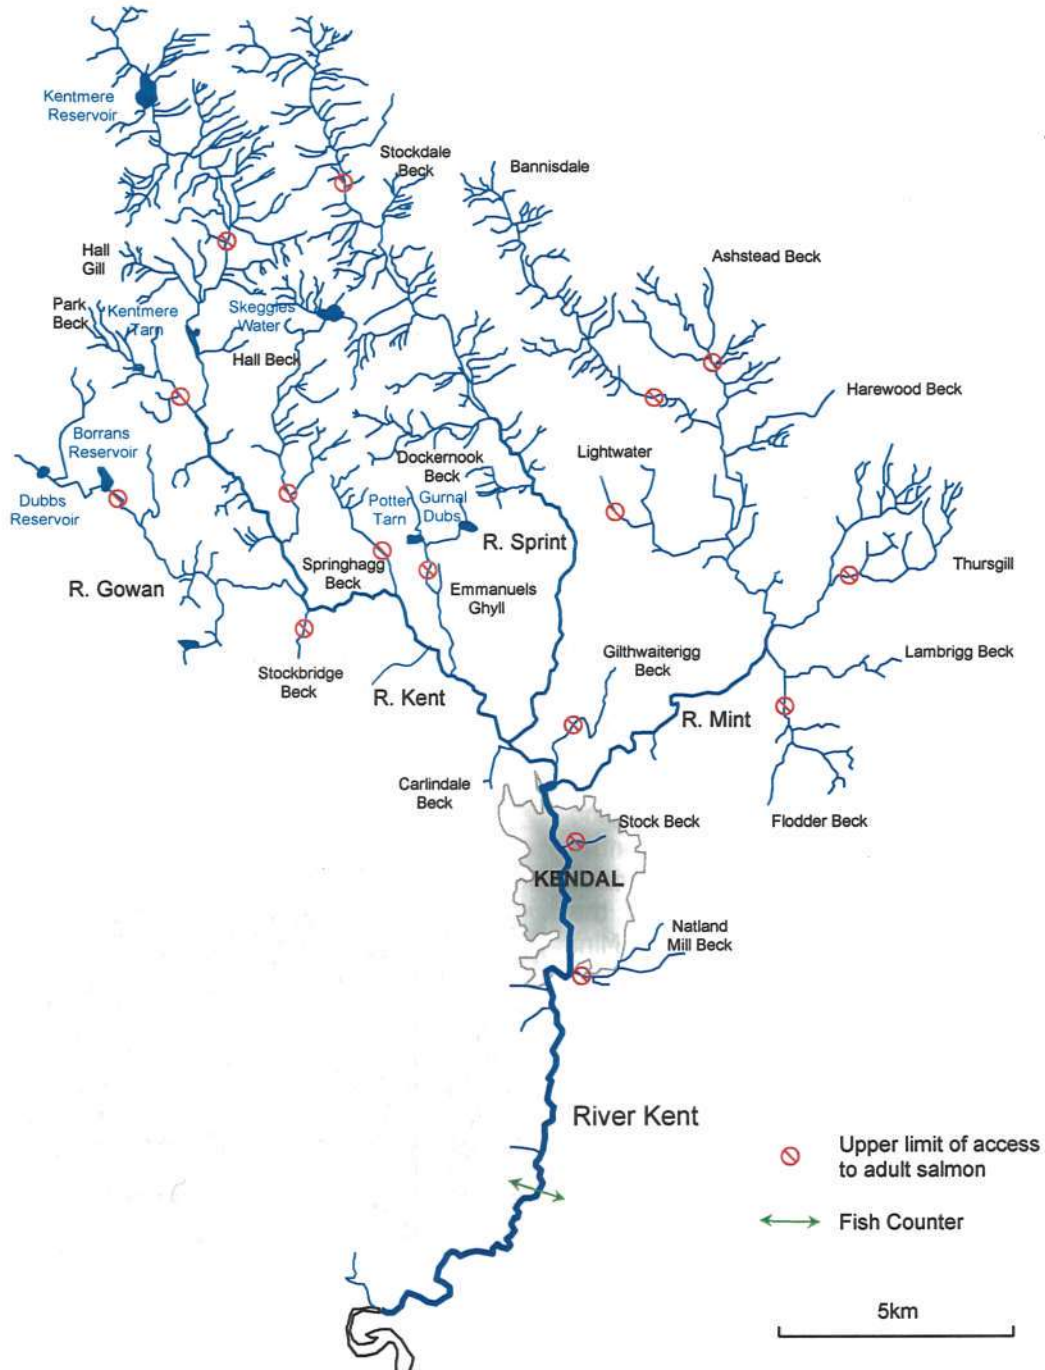 Kentmere
Reservoir
Stockdale
Beck
Bannisdale
Hall
Gill
Ashstead Beck
Park
Beck
Kentmere
Tarn
Skeggles
Water
Hall Beck
Harewood Beck
Borrans
Reservoir
Dockernook
Beck
Lightwater
Dubbs
Reservoir
Potter
Tarn
Gurnal
Dubs
R. Sprint
Springhagg
Beck
R. Gowan
Emmanuels
Ghyll
Thursgill
Stockbridge
Beck
Gilthwaiterigg
Beck
Lambrigg Beck
R. Kent
R. Mint
Carlindale
Beck
Stock Beck
Flodder Beck
KENDAL
Natland
Mill Beck
River Kent
Upper limit of access
to adult salmon
Fish Counter
5km